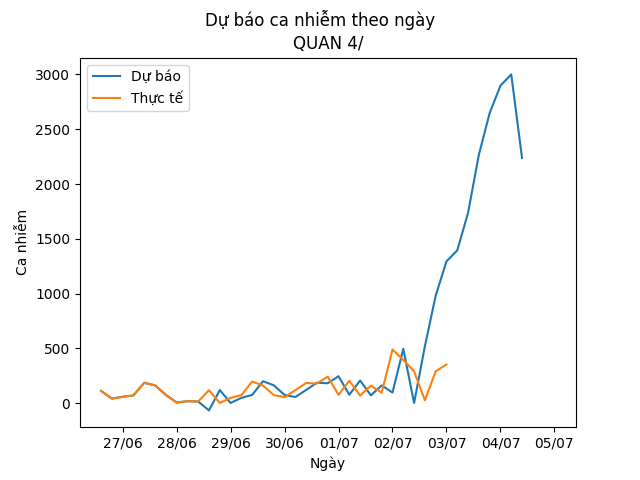 Dự báo ca nhiễm theo ngày
QUAN 4/
Dự báo
Thực tế
3000
2500
2000
1500
1000
500
0
Ca nhiễm
27/06 28/06 29/06 30/06 01/07 02/07 03/07 04/07 05/07
Ngày